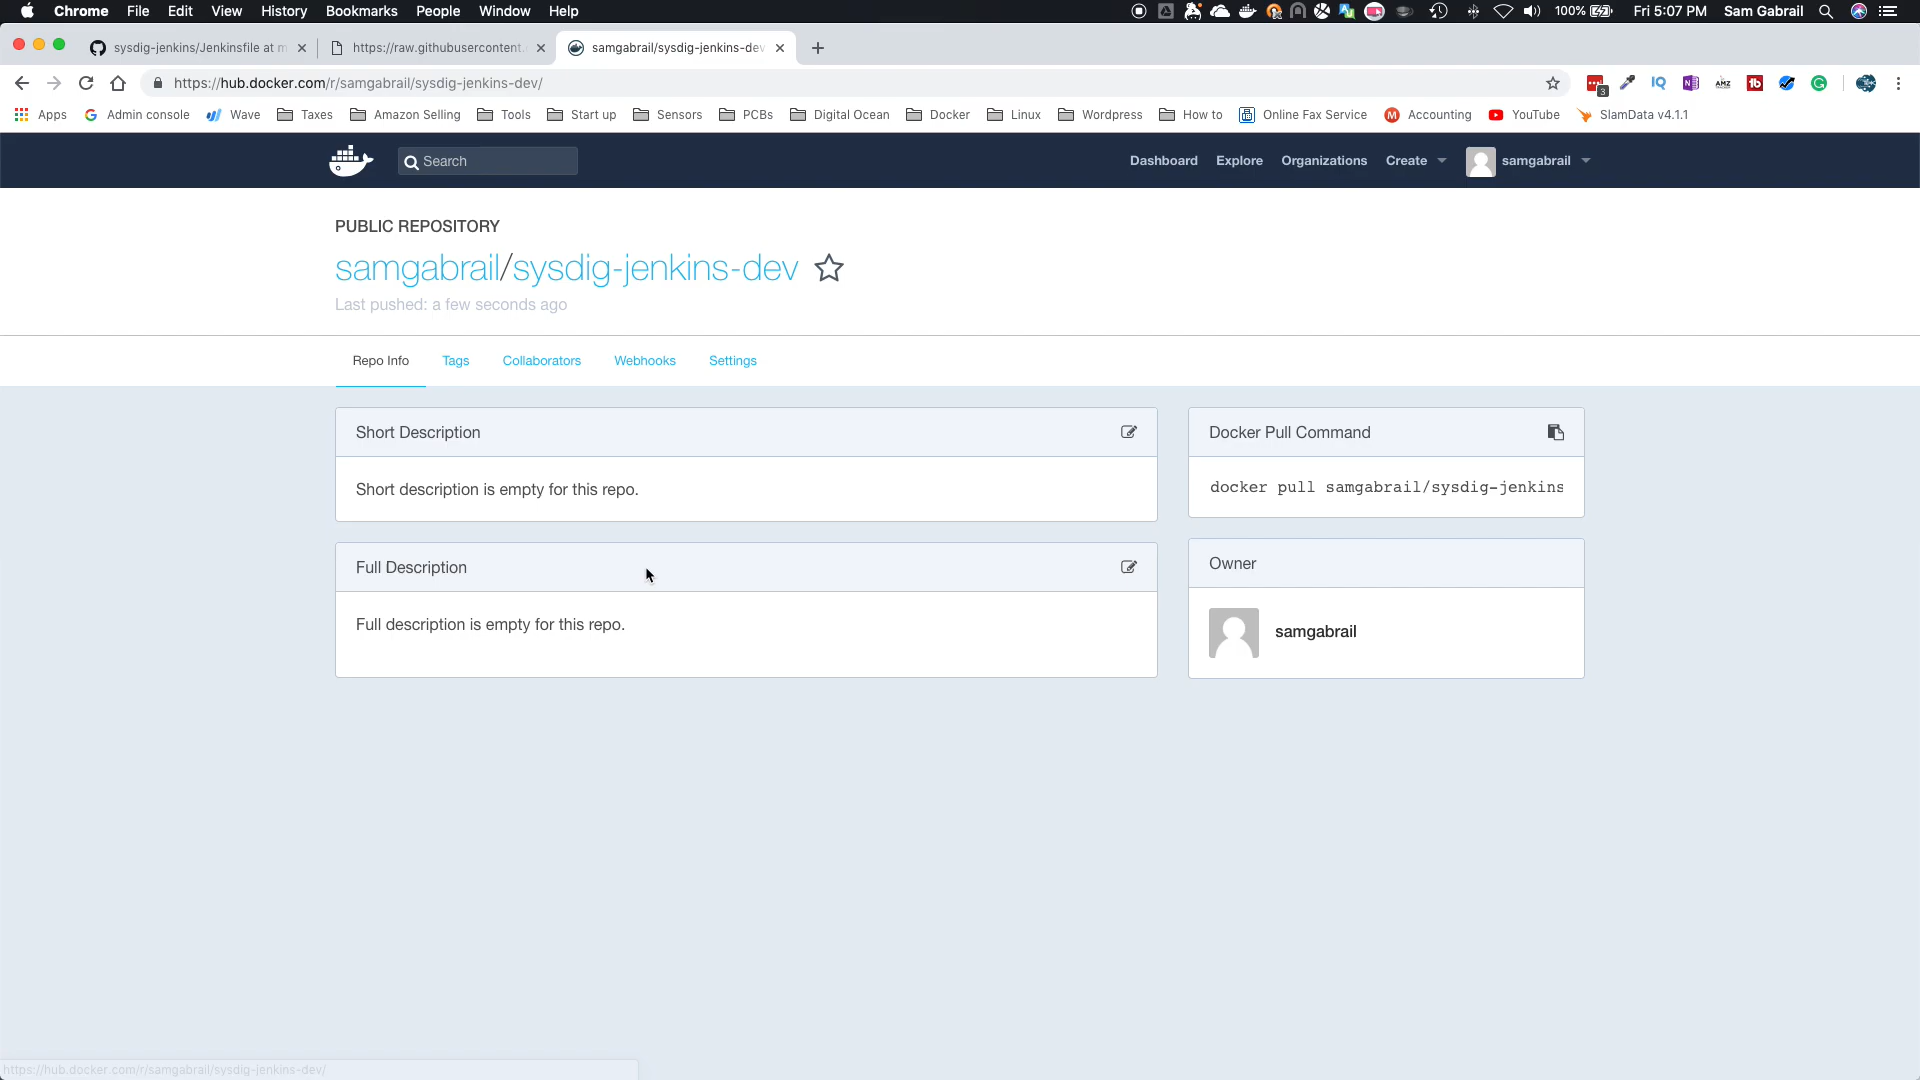 Chrome File Edit View History Bookmarks People Window Help 100% Fri 5:07 PM Sam Gabrail
sysdig-jenkins/Jenkinsfile at m https://raw.githubusercontent. samgabrail/sysdig-jenkins-dev
https://hub.docker.com/r/samgabrail/sysdig-jenkins-dev/ 3 IQ N AMZ tb G
Apps G Admin console Wave Taxes Amazon Selling Tools Start up Sensors PCBs Digital Ocean Docker Linux Wordpress How to Online Fax Service M Accounting YouTube SlamData v4.1.1
Search Dashboard Explore Organizations Create samgabrail
PUBLIC REPOSITORY
samgabrail/sysdig-jenkins-dev
Last pushed: a few seconds ago
Repo Info Tags Collaborators Webhooks Settings
Short Description
Short description is empty for this repo.
Full Description
Full description is empty for this repo.
Docker Pull Command
docker pull samgabrail/sysdig-jenkins
Owner
samgabrail
https://hub.docker.com/r/samgabrail/sysdig-jenkins-dev/